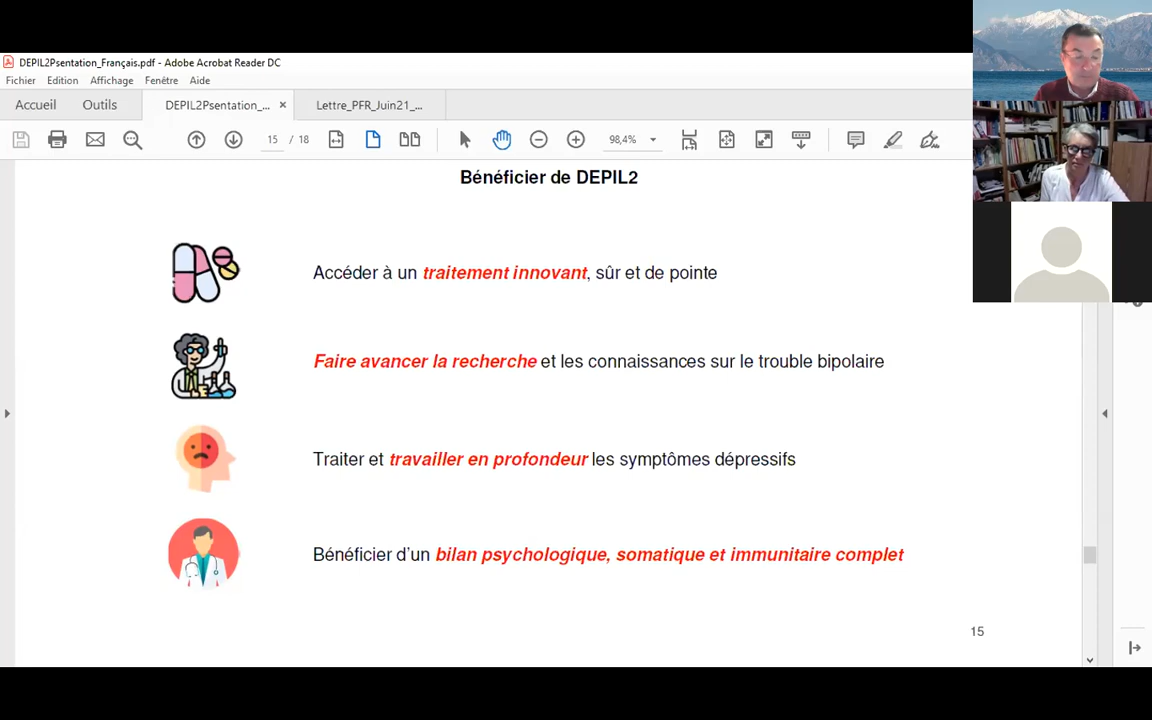 DEPIL2Psentation_Français.pdf - Adobe Acrobat Reader DC
Fichier Edition Affichage Fenêtre Aide
Accueil Outils DEPIL2Psentation_... × Lettre_PFR_Juin21_...
15 / 18 98,4%
Bénéficier de DEPIL2
Accéder à un traitement innovant, sûr et de pointe
Faire avancer la recherche et les connaissances sur le trouble bipolaire
Traiter et travailler en profondeur les symptômes dépressifs
Bénéficier d’un bilan psychologique, somatique et immunitaire complet
15